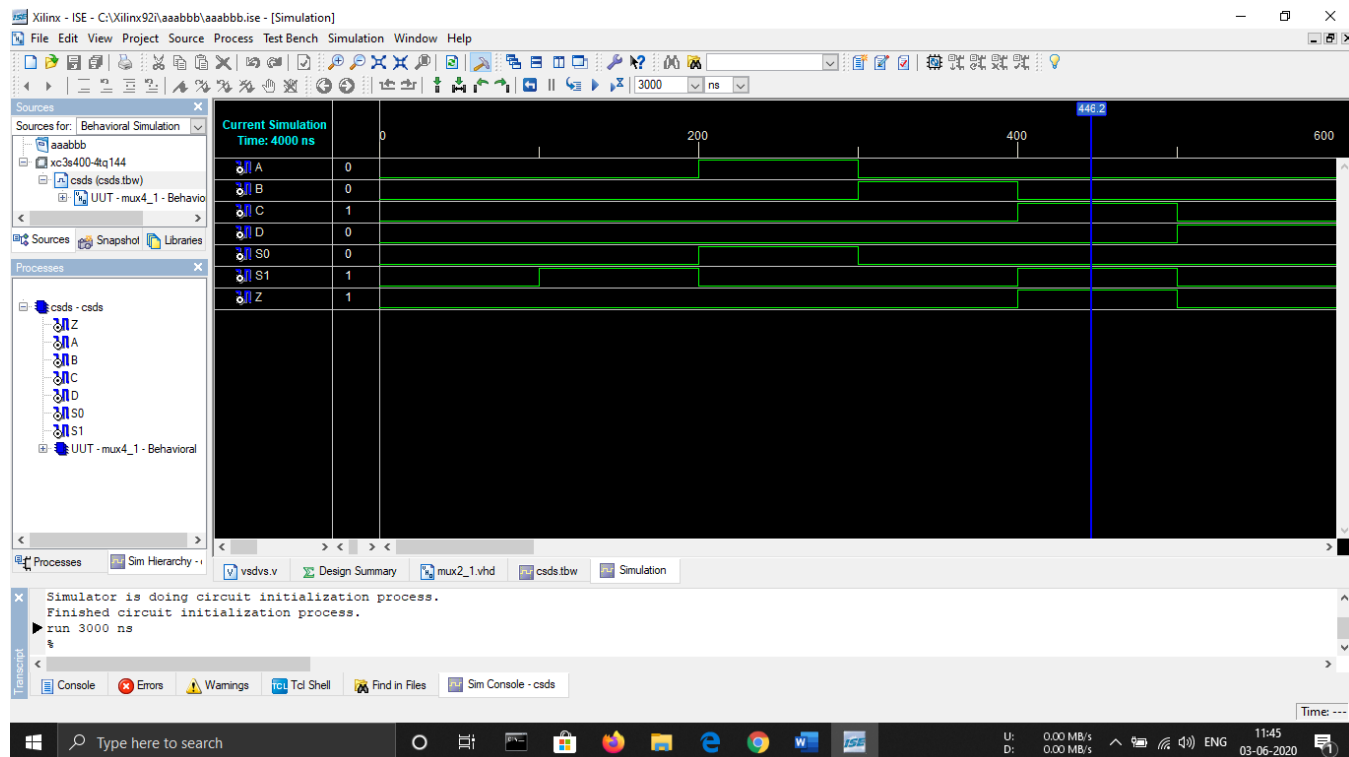 Xilinx - ISE - C:\Xilinx92i\aaabbb\aaabbb.ise - [Simulation]
File Edit View Project Source Process Test Bench Simulation Window Help
3000 ns
Sources
Sources for: Behavioral Simulation
aaabbb
xc3s400-4tq144
csds (csds.tbw)
UUT - mux4_1 - Behavio
Sources Snapshot Libraries
Processes
csds - csds
Z
A
B
C
D
S0
S1
UUT - mux4_1 - Behavioral
Processes Sim Hierarchy -
446.2
Current Simulation
Time: 4000 ns
0 200 400 600
A 0
B 0
C 1
D 0
S0 0
S1 1
Z 1
vsdvs.v Design Summary mux2_1.vhd csds.tbw Simulation
Simulator is doing circuit initialization process.
Finished circuit initialization process.
run 3000 ns
%
Transcript
Console Errors Warnings TCL Tcl Shell Find in Files Sim Console - csds
Time: ---
Type here to search
W
ISE
U: 0.00 MB/s
D: 0.00 MB/s
ENG
11:45
03-06-2020
1